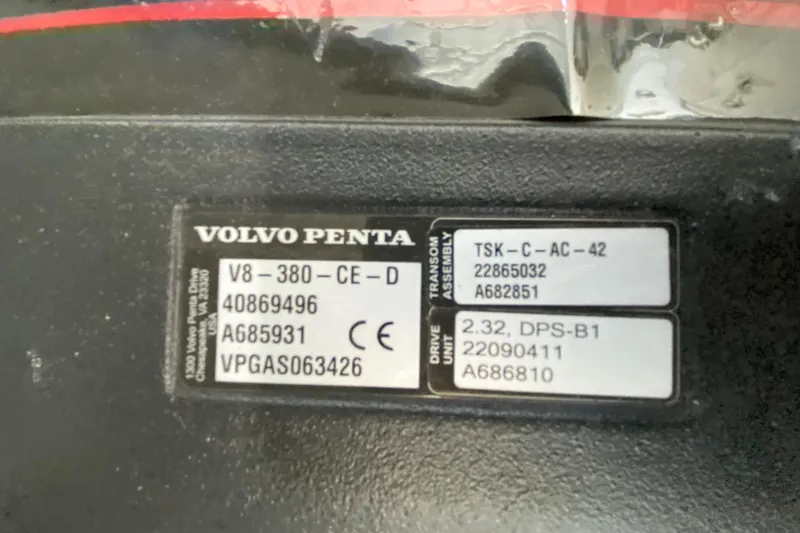 VOLVO PENTA
1300 Volvo Penta Drive
Chesapeake, VA 23320
USA
V8-380-CE-D
40869496
A685931 CE
VPGAS063426
TRANSOM
ASSEMBLY
TSK-C-AC-42
22865032
A682851
DRIVE
UNIT
2.32, DPS-B1
22090411
A686810